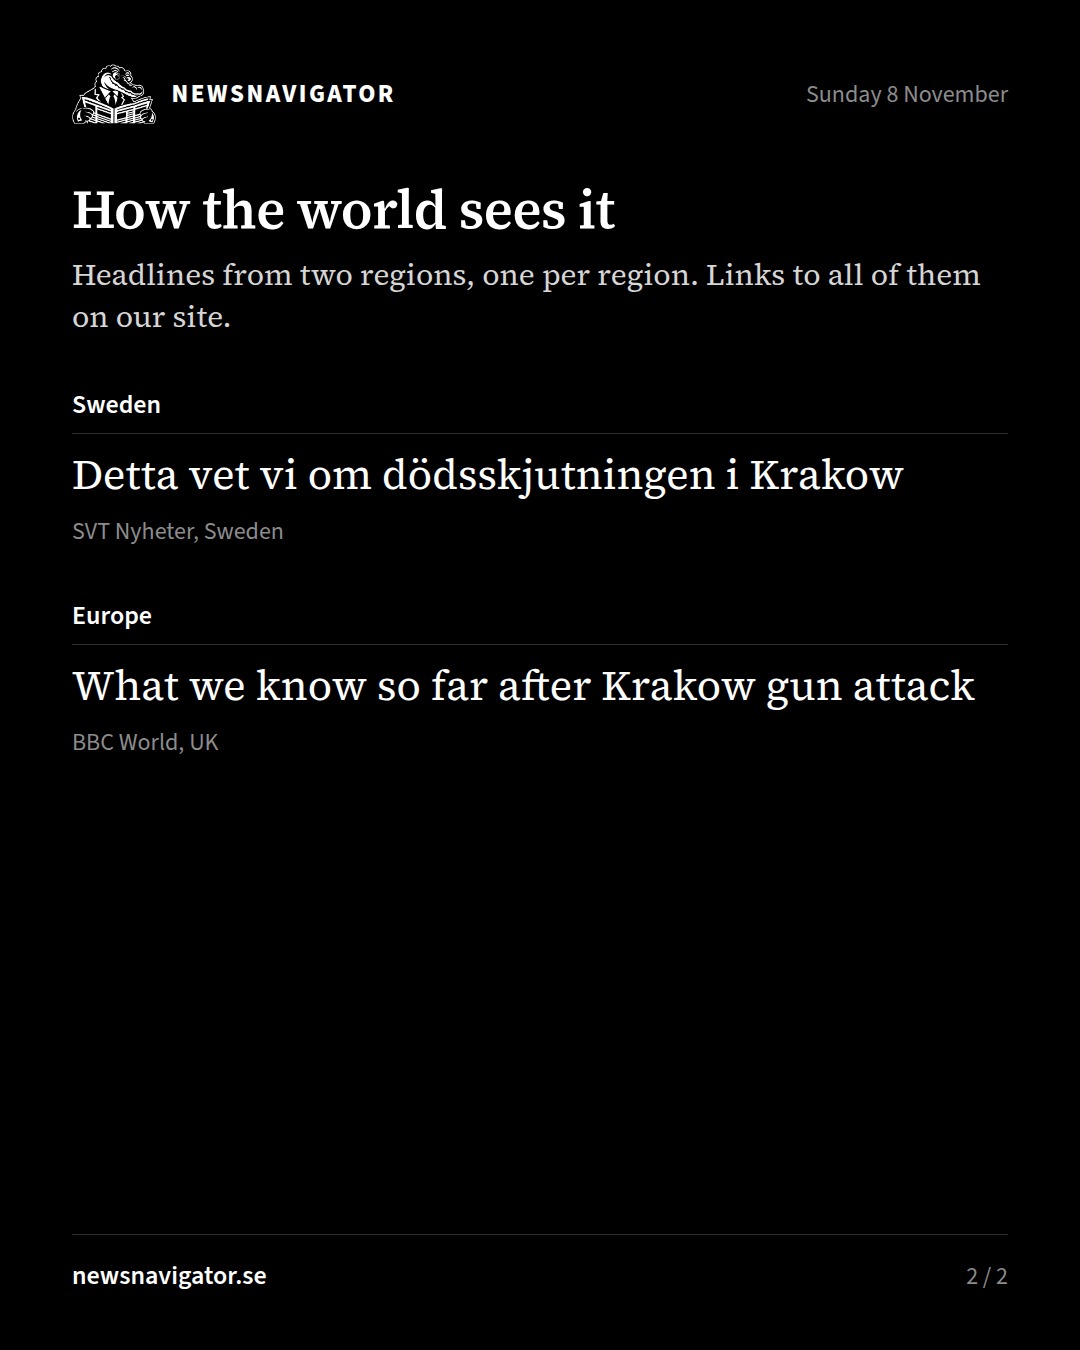 NEWSNAVIGATOR
Sunday 8 November
How the world sees it
Headlines from two regions, one per region. Links to all of them
on our site.
Sweden
Detta vet vi om dödsskjutningen i Krakow
SVT Nyheter, Sweden
Europe
What we know so far after Krakow gun attack
BBC World, UK
newsnavigator.se
2 / 2